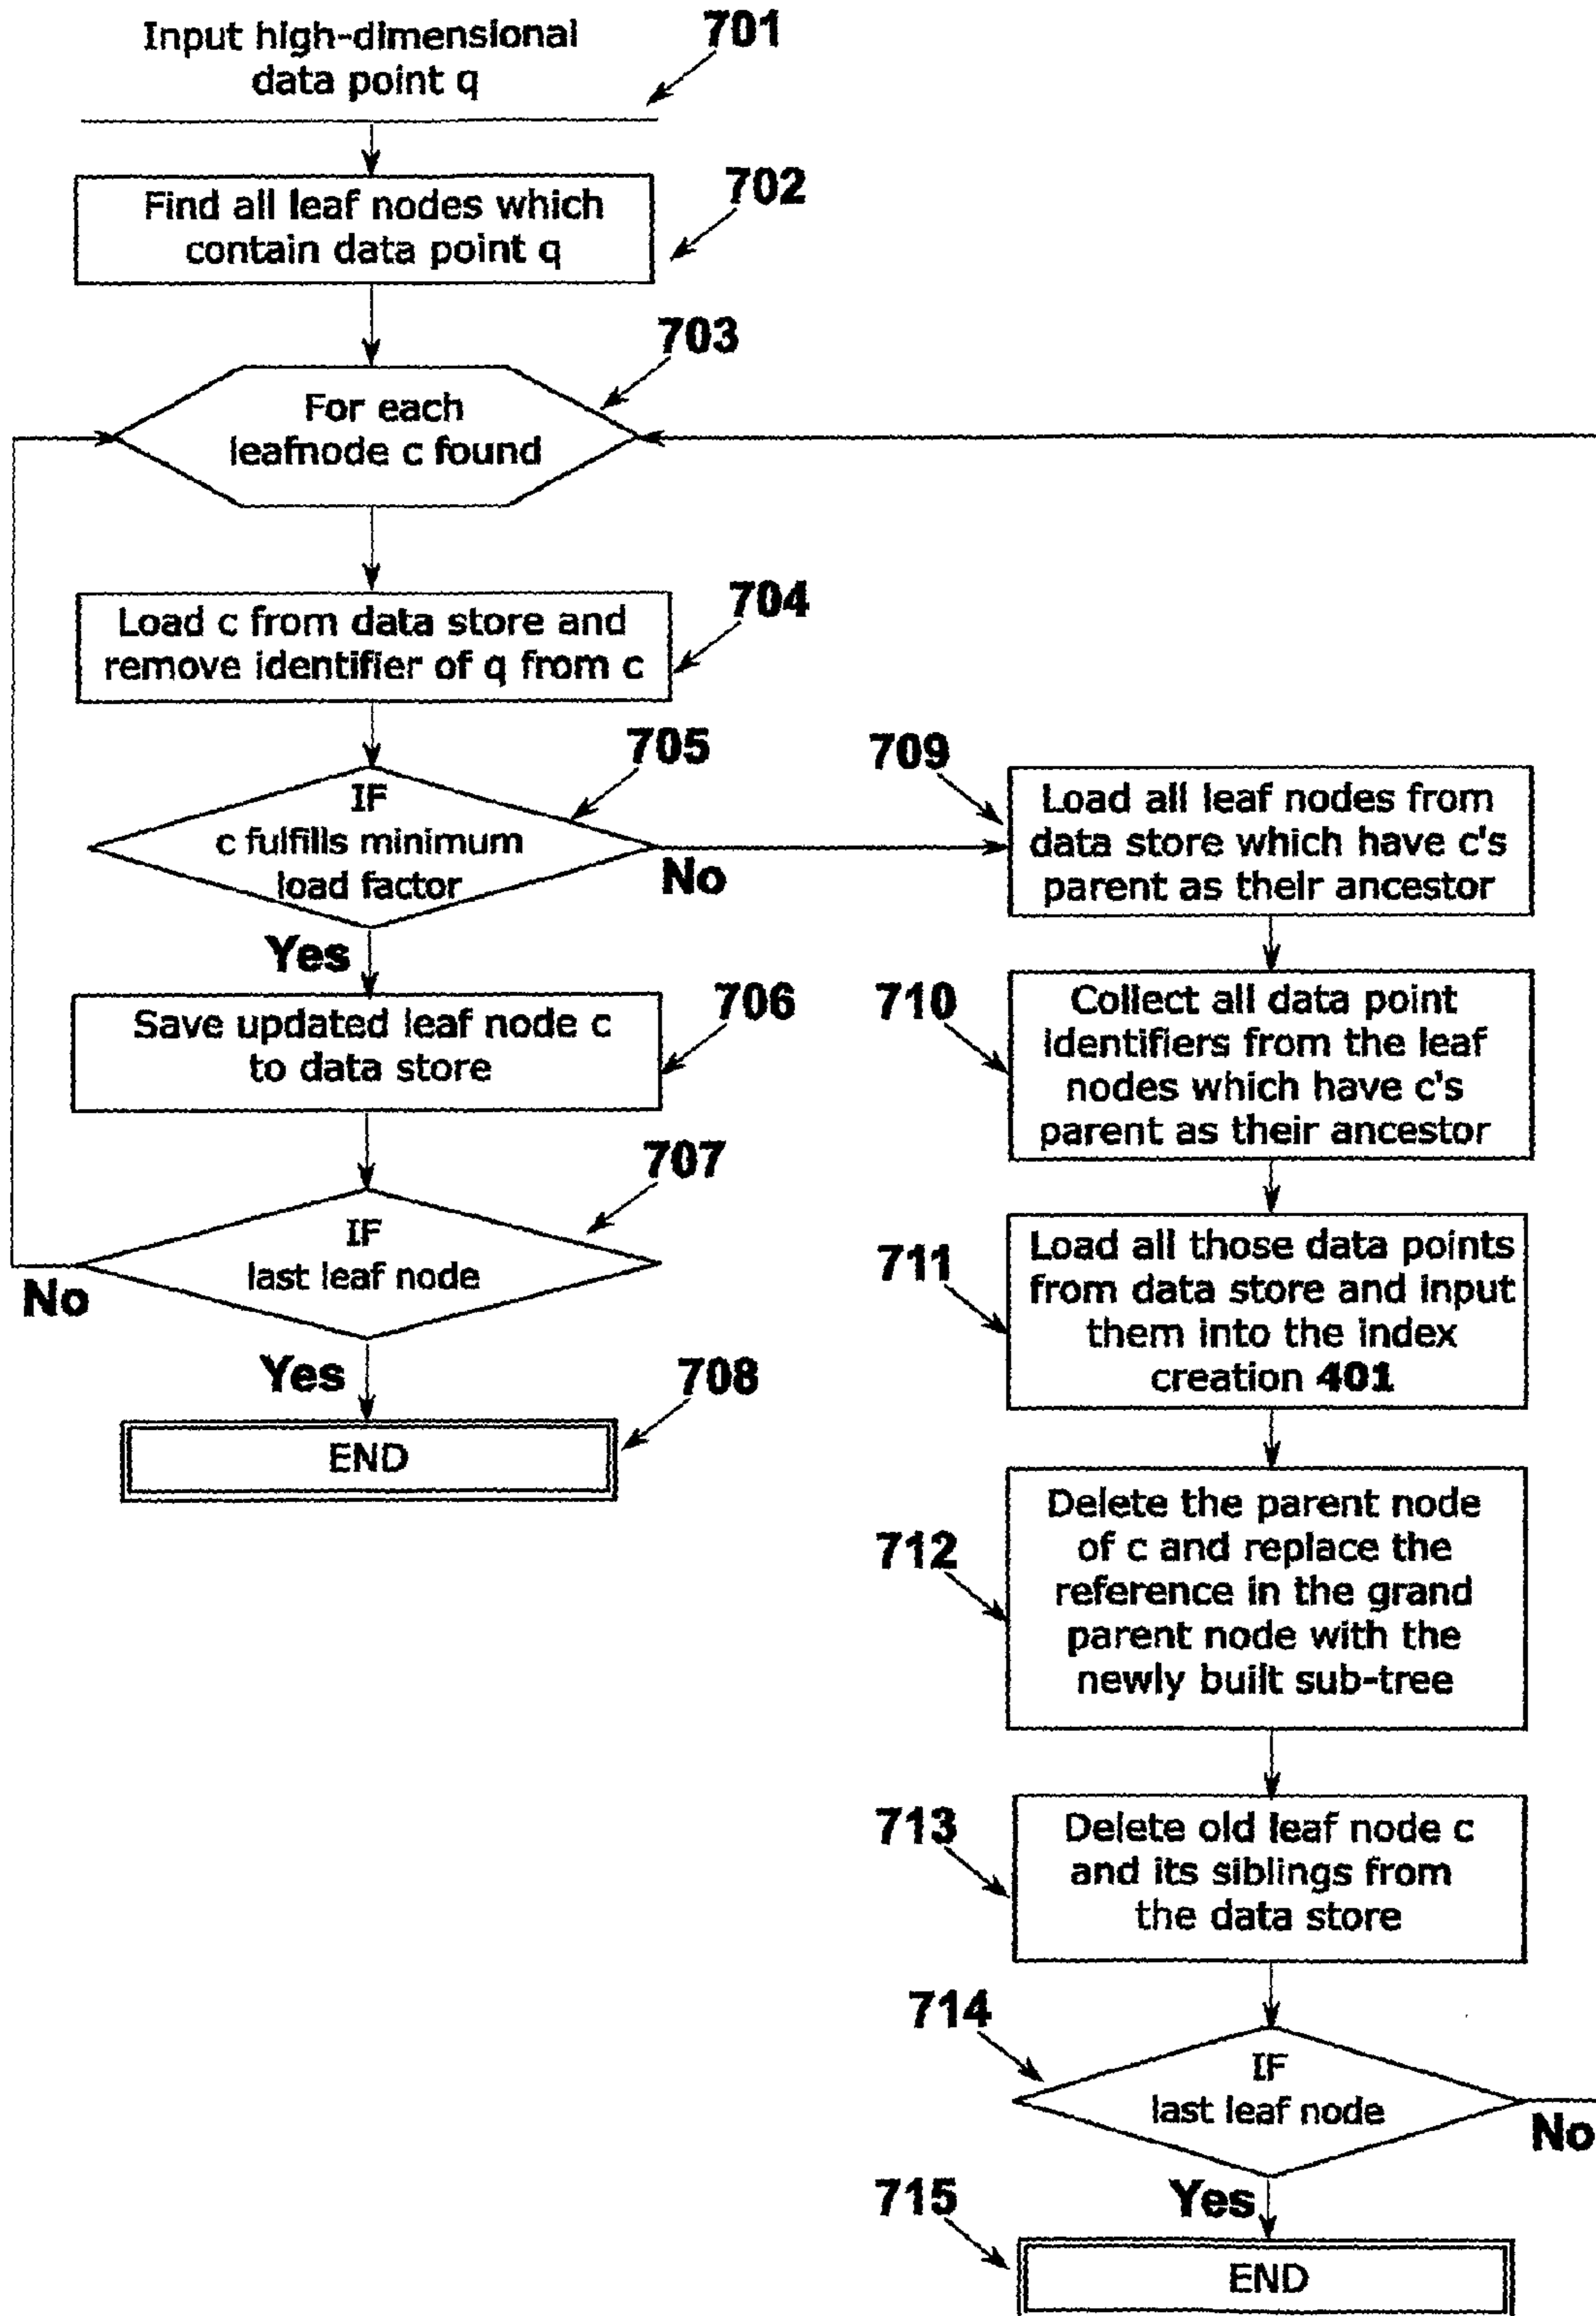 Input high-dimensional
data point q
701
Find all leaf nodes which
contain data point q
702
For each
leafnode c found
703
Load c from data store and
remove identifier of q from c
704
IF
c fulfills minimum
load factor
705
No
Yes
Save updated leaf node c
to data store
706
IF
last leaf node
707
No
Yes
END
708
709
Load all leaf nodes from
data store which have c's
parent as their ancestor
710
Collect all data point
identifiers from the leaf
nodes which have c's
parent as their ancestor
711
Load all those data points
from data store and input
them into the index
creation 401
712
Delete the parent node
of c and replace the
reference in the grand
parent node with the
newly built sub-tree
713
Delete old leaf node c
and its siblings from
the data store
714
IF
last leaf node
No
Yes
715
END